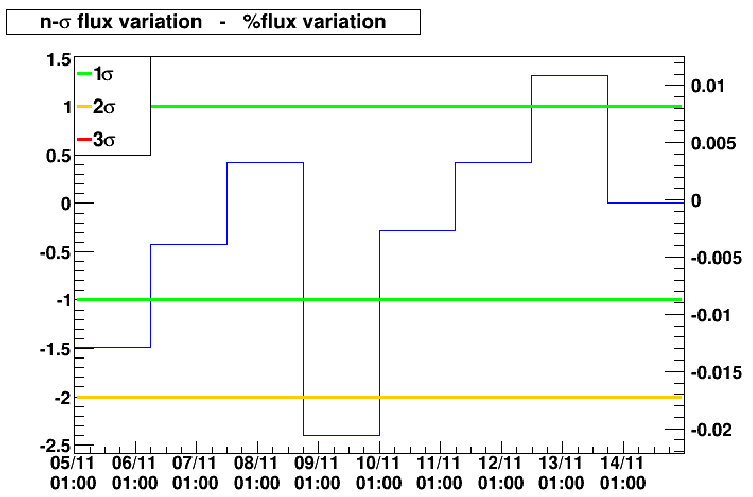 n-σ flux variation - %flux variation
1σ
2σ
3σ
1.5
1
0.5
0
-0.5
-1
-1.5
-2
-2.5
0.01
0.005
0
-0.005
-0.01
-0.015
-0.02
05/11 06/11 07/11 08/11 09/11 10/11 11/11 12/11 13/11 14/11
01:00 01:00 01:00 01:00 01:00 01:00 01:00 01:00 01:00 01:00